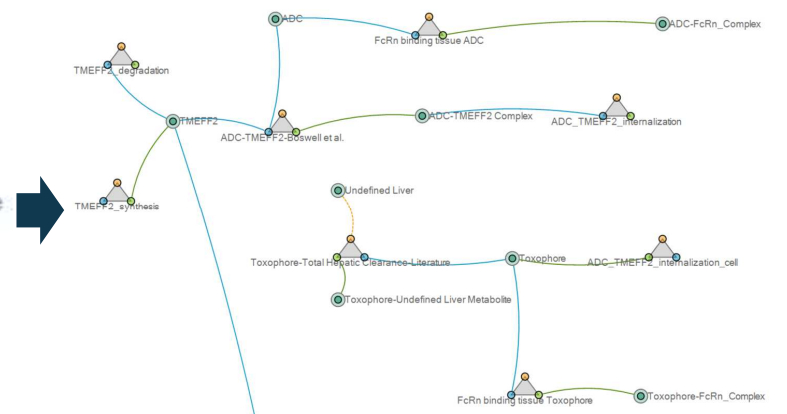 ADC
ADC-FcRn_Complex
FcRn binding tissue ADC
TMEFF2_degradation
TMEFF2
ADC-TMEFF2 Complex
ADC_TMEFF2_internalization
ADC-TMEFF2-Boswell et al.
Undefined Liver
TMEFF2_synthesis
Toxophore-Total Hepatic Clearance-Literature
Toxophore
ADC_TMEFF2_internalization_cell
Toxophore-Undefined Liver Metabolite
FcRn binding tissue Toxophore
Toxophore-FcRn_Complex